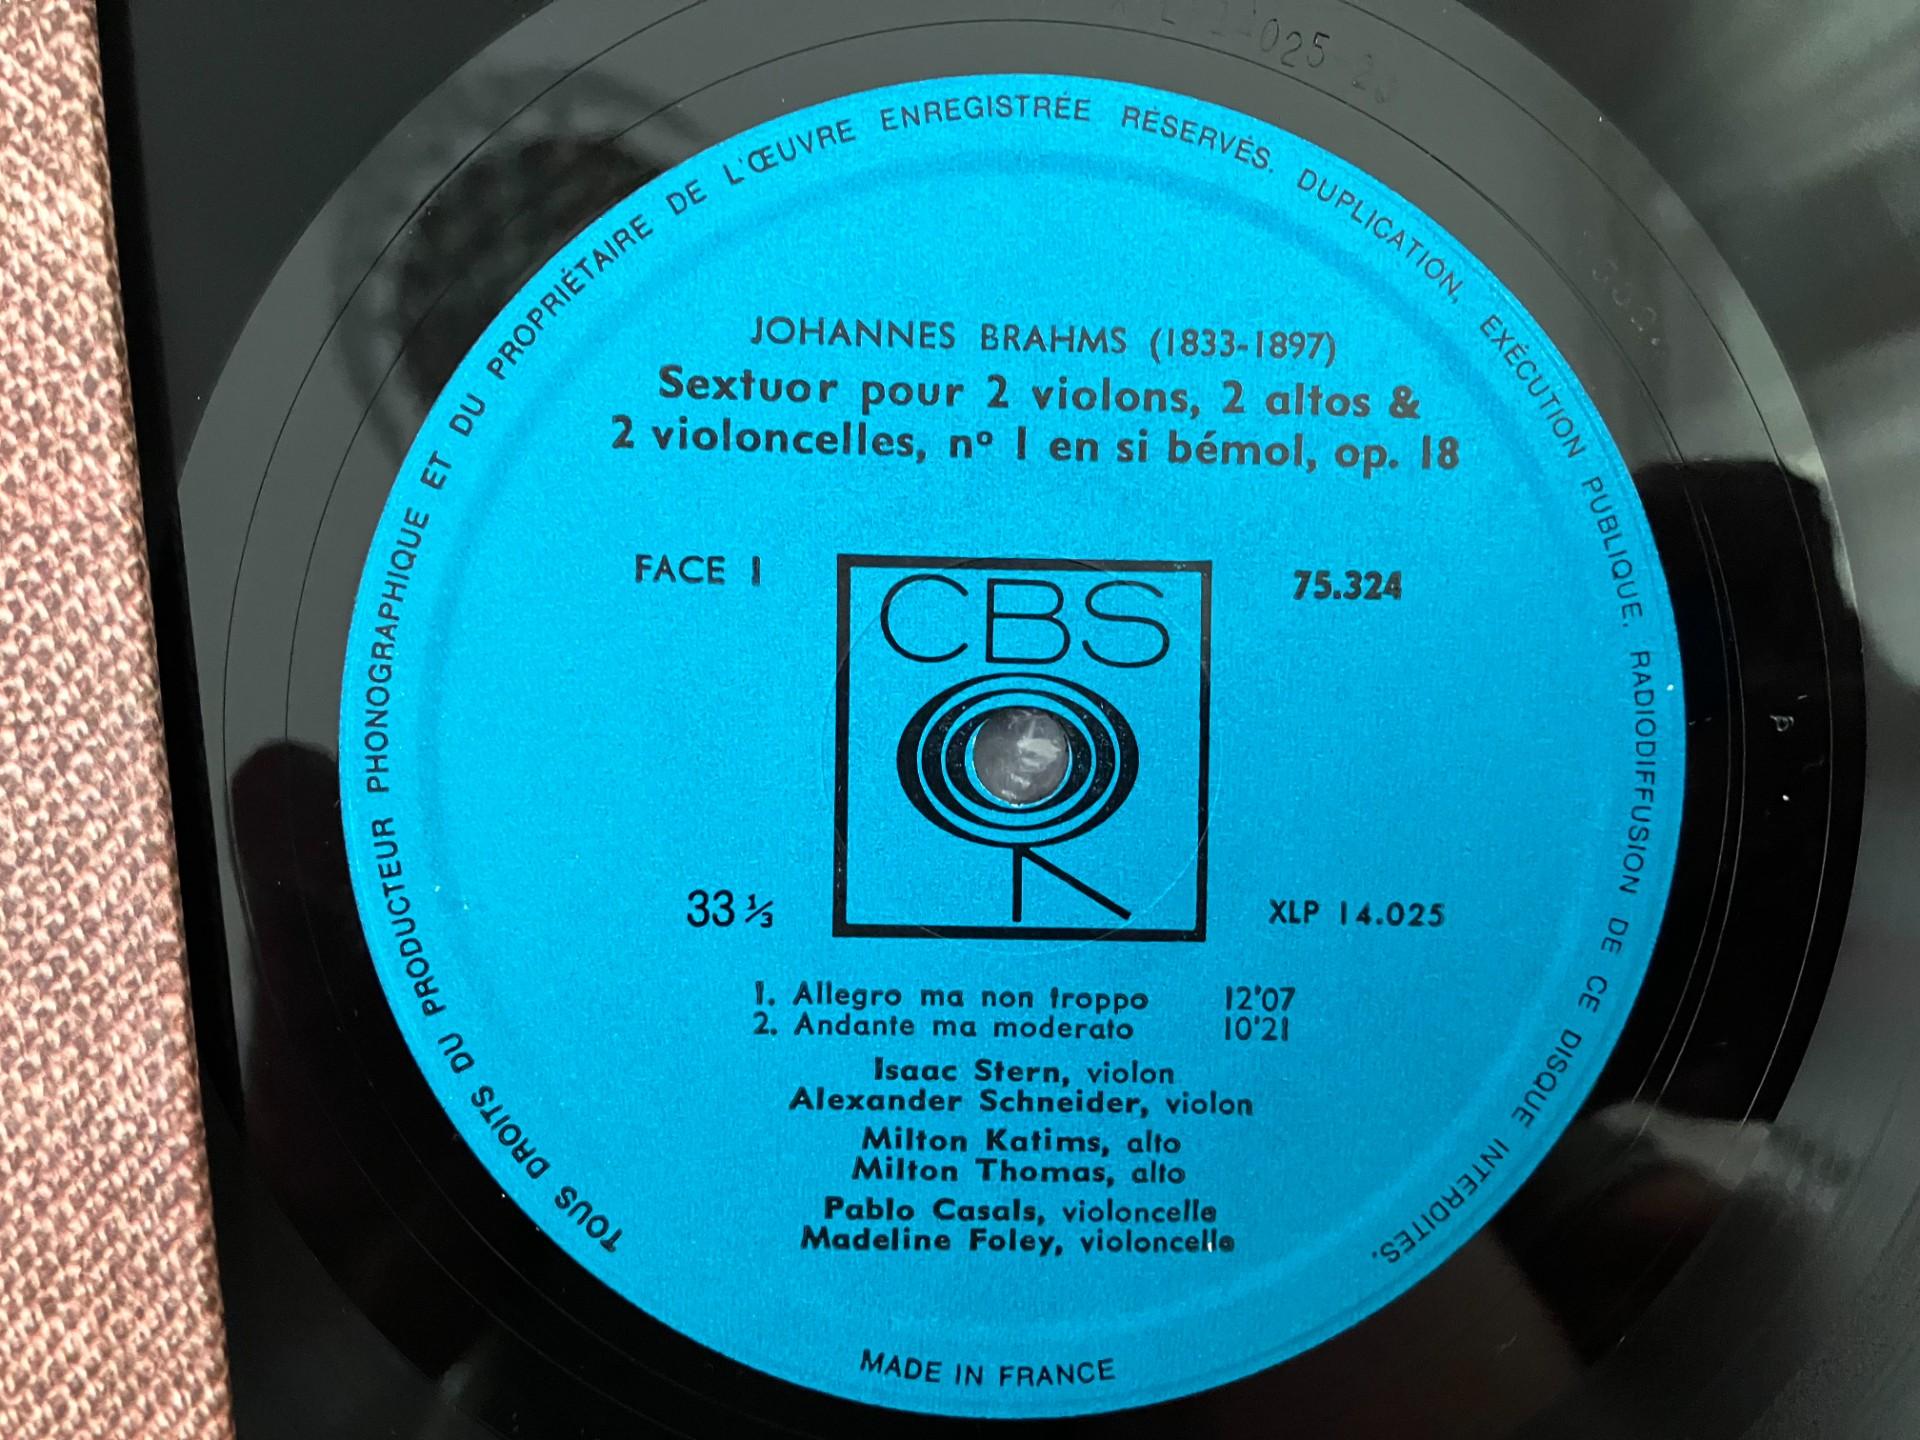 TOUS DROITS DU PRODUCTEUR PHONOGRAPHIQUE ET DU PROPRIÉTAIRE DE L'ŒUVRE ENREGISTRÉE RÉSERVÉS. DUPLICATION, EXÉCUTION PUBLIQUE, RADIODIFFUSION DE CE DISQUE INTERDITES.
JOHANNES BRAHMS (1833-1897)
Sextuor pour 2 violons, 2 altos &
2 violoncelles, nº 1 en si bémol, op. 18
FACE 1
75.324
CBS
33 ⅓
XLP 14.025
1. Allegro ma non troppo 12'07
2. Andante ma moderato 10'21
Isaac Stern, violon
Alexander Schneider, violon
Milton Katims, alto
Milton Thomas, alto
Pablo Casals, violoncelle
Madeline Foley, violoncelle
MADE IN FRANCE